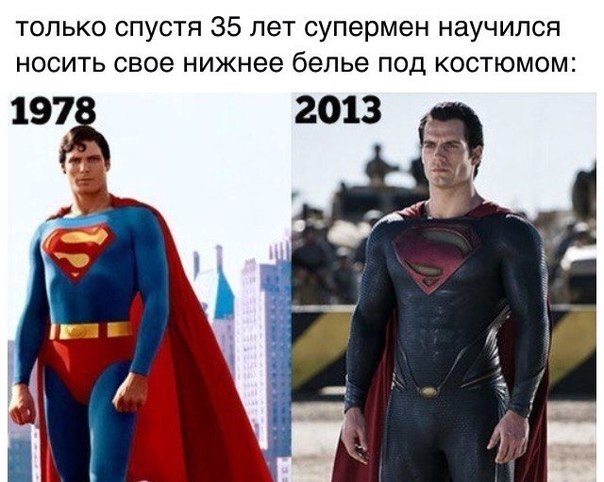 только спустя 35 лет супермен научился
носить свое нижнее белье под костюмом:
1978
2013